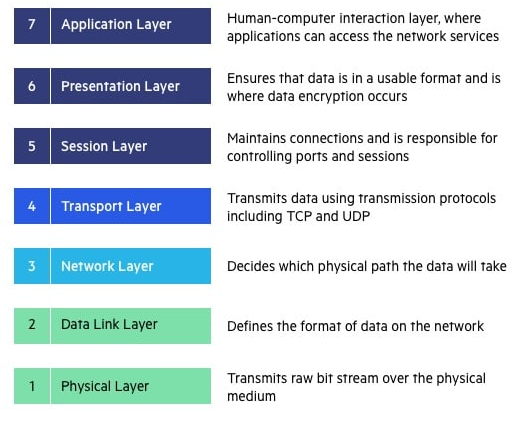 7 Application Layer
Human-computer interaction layer, where
applications can access the network services
6 Presentation Layer
Ensures that data is in a usable format and is
where data encryption occurs
5 Session Layer
Maintains connections and is responsible for
controlling ports and sessions
4 Transport Layer
Transmits data using transmission protocols
including TCP and UDP
3 Network Layer
Decides which physical path the data will take
2 Data Link Layer
Defines the format of data on the network
1 Physical Layer
Transmits raw bit stream over the physical
medium